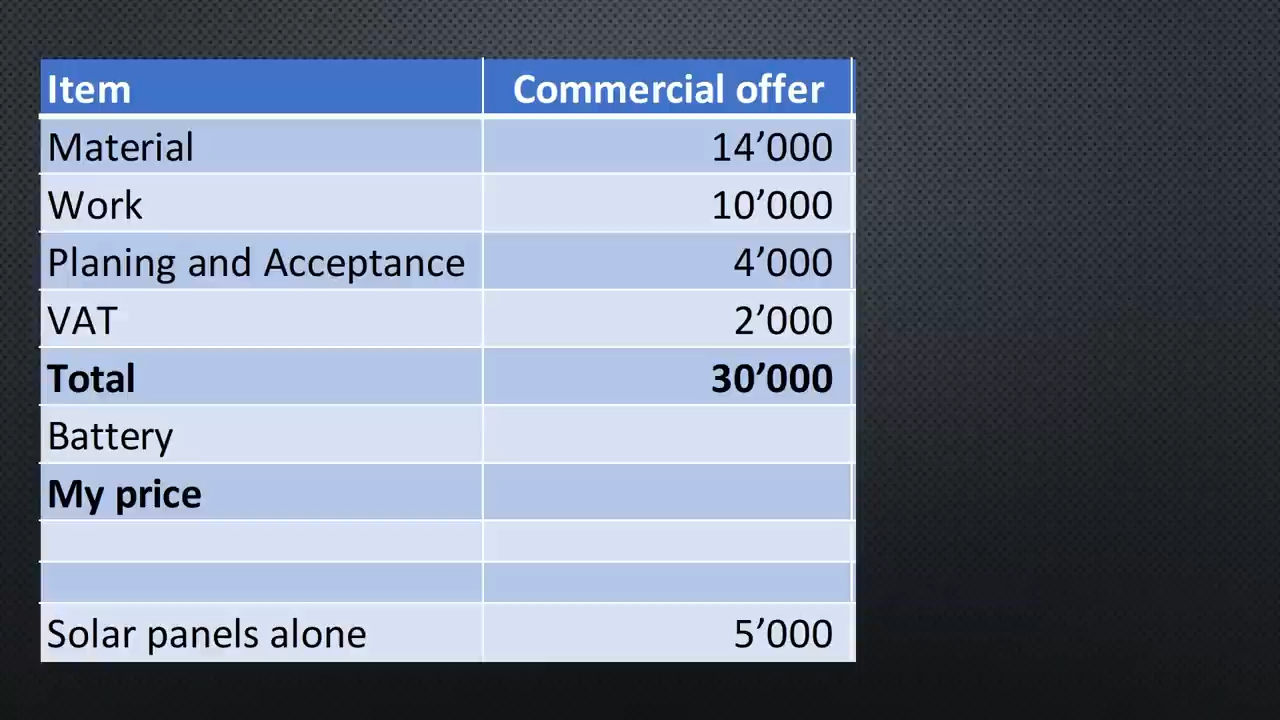 Item Commercial offer
Material 14’000
Work 10’000
Planing and Acceptance 4’000
VAT 2’000
Total 30’000
Battery
My price
Solar panels alone 5’000